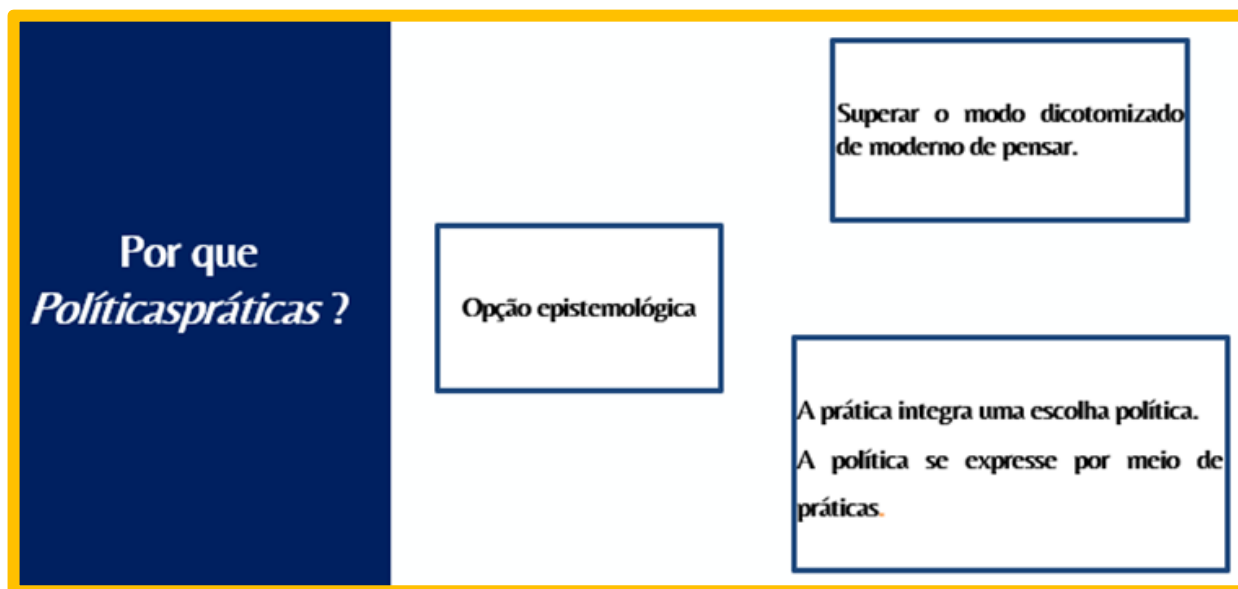 Por que
Políticaspráticas ?
Opção epistemológica
Superar o modo dicotomizado
de moderno de pensar.
A prática integra uma escolha política.
A política se expresse por meio de
práticas.